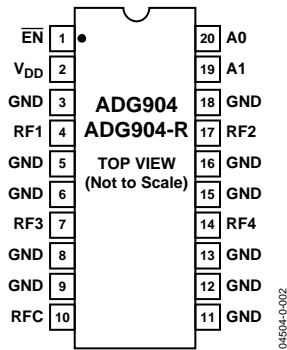 EN 1 20 A0
VDD 2 19 A1
GND 3 ADG904 18 GND
RF1 4 ADG904-R 17 RF2
GND 5 TOP VIEW 16 GND
GND 6 (Not to Scale) 15 GND
RF3 7 14 RF4
GND 8 13 GND
GND 9 12 GND
RFC 10 11 GND
04504-0-002